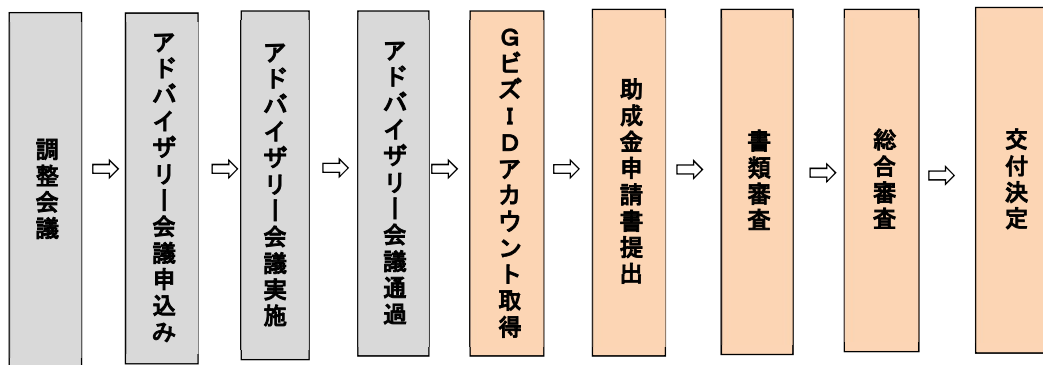 調整会議
アドバイザリー会議申込み
アドバイザリー会議実施
アドバイザリー会議通過
GビズIDアカウント取得
助成金申請書提出
書類審査
総合審査
交付決定